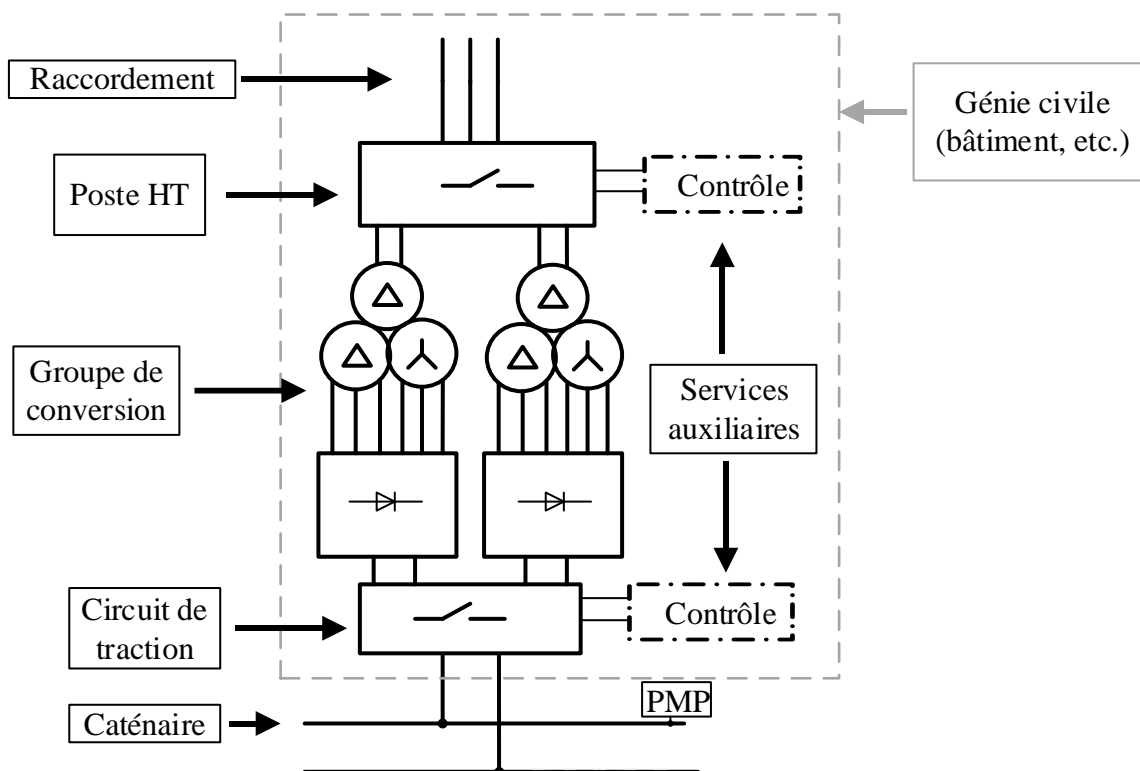 Raccordement
Génie civile
(bâtiment, etc.)
Poste HT
Contrôle
Groupe de
conversion
Services
auxiliaires
Circuit de
traction
Contrôle
PMP
Caténaire